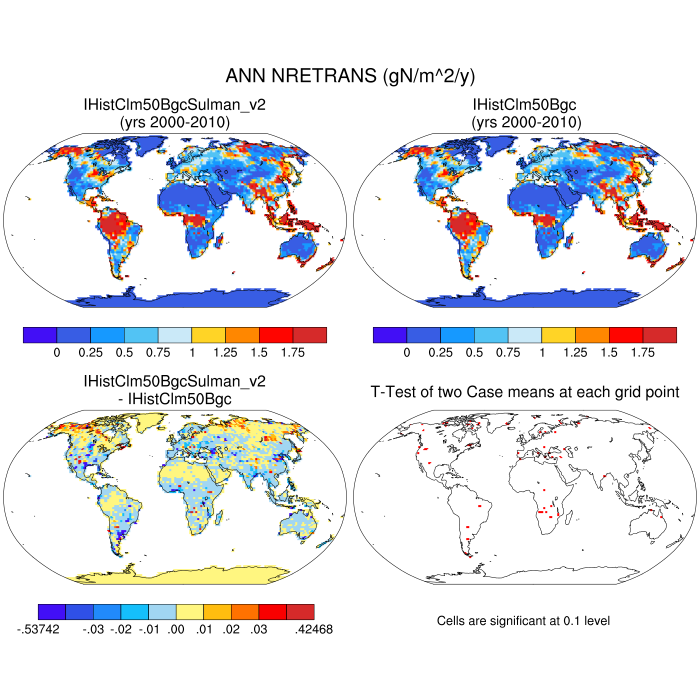 ANN NRETRANS (gN/m^2/y)
IHistClm50BgcSulman_v2
(yrs 2000-2010)
IHistClm50Bgc
(yrs 2000-2010)
0 0.25 0.5 0.75 1 1.25 1.5 1.75
0 0.25 0.5 0.75 1 1.25 1.5 1.75
IHistClm50BgcSulman_v2
- IHistClm50Bgc
T-Test of two Case means at each grid point
-.53742 -.03 -.02 -.01 .00 .01 .02 .03 .42468
Cells are significant at 0.1 level